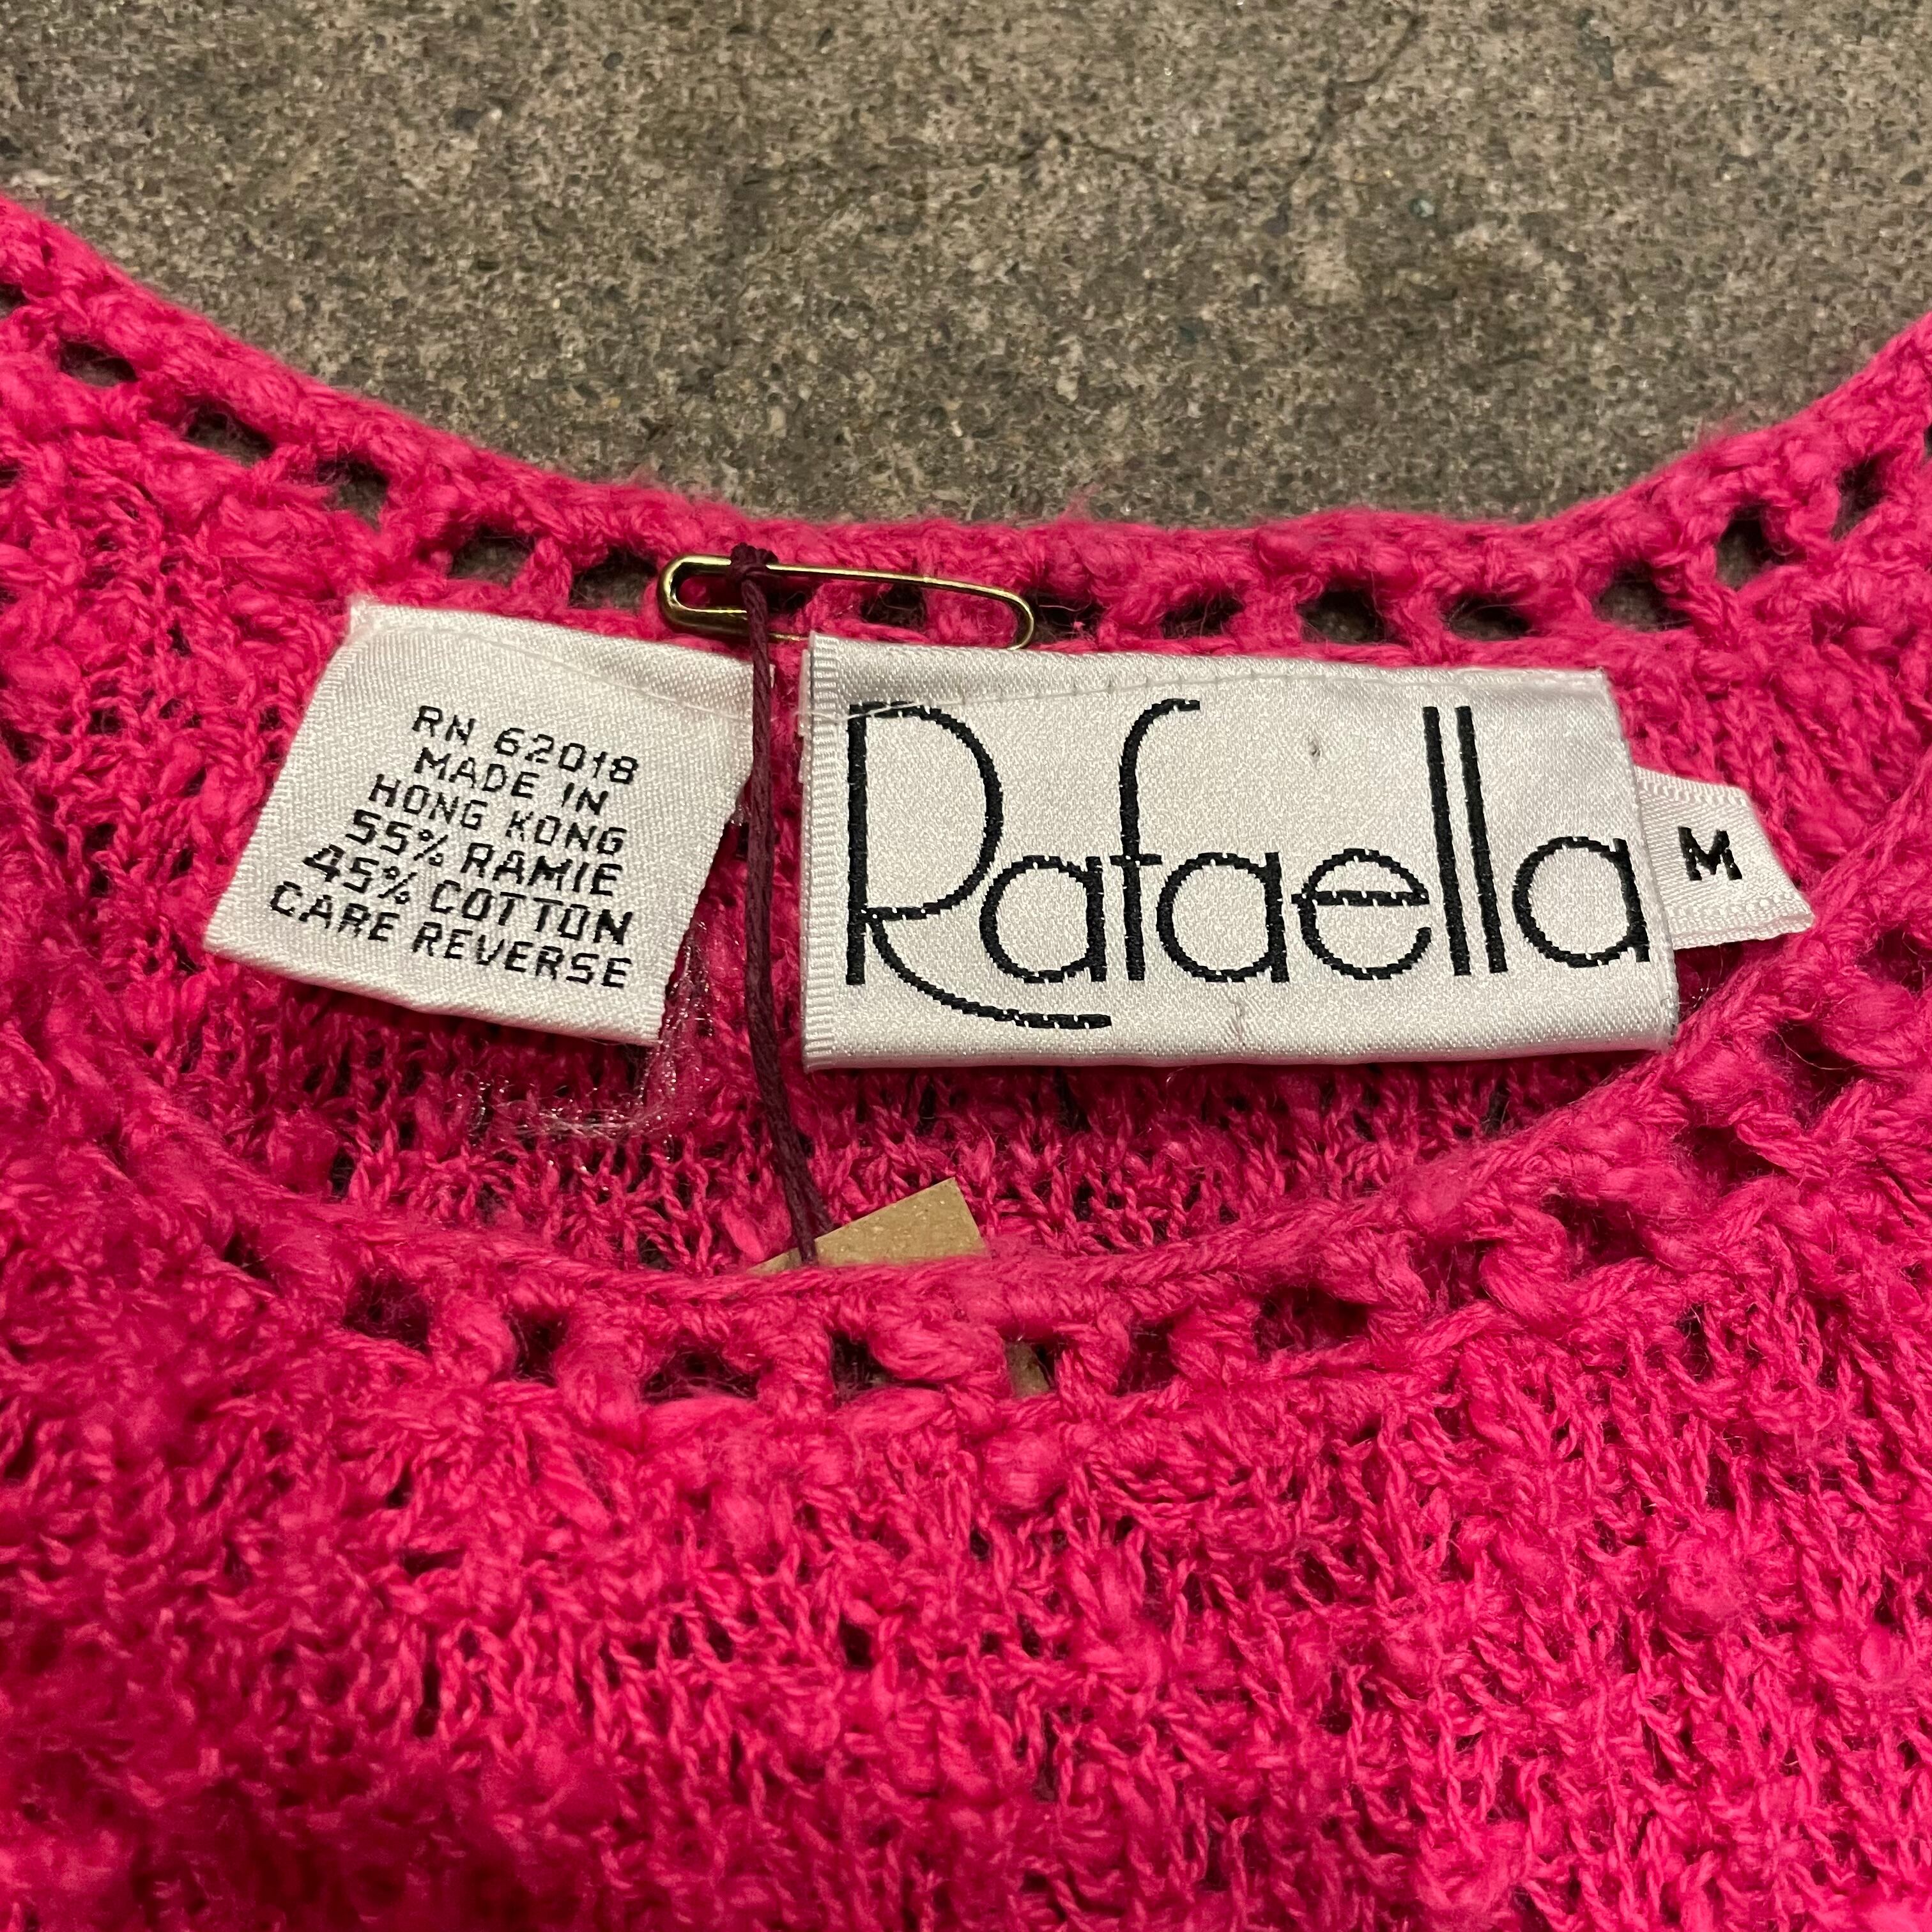 RN 62018
MADE IN
HONG KONG
55% RAMIE
45% COTTON
CARE REVERSE
Rafaella
M